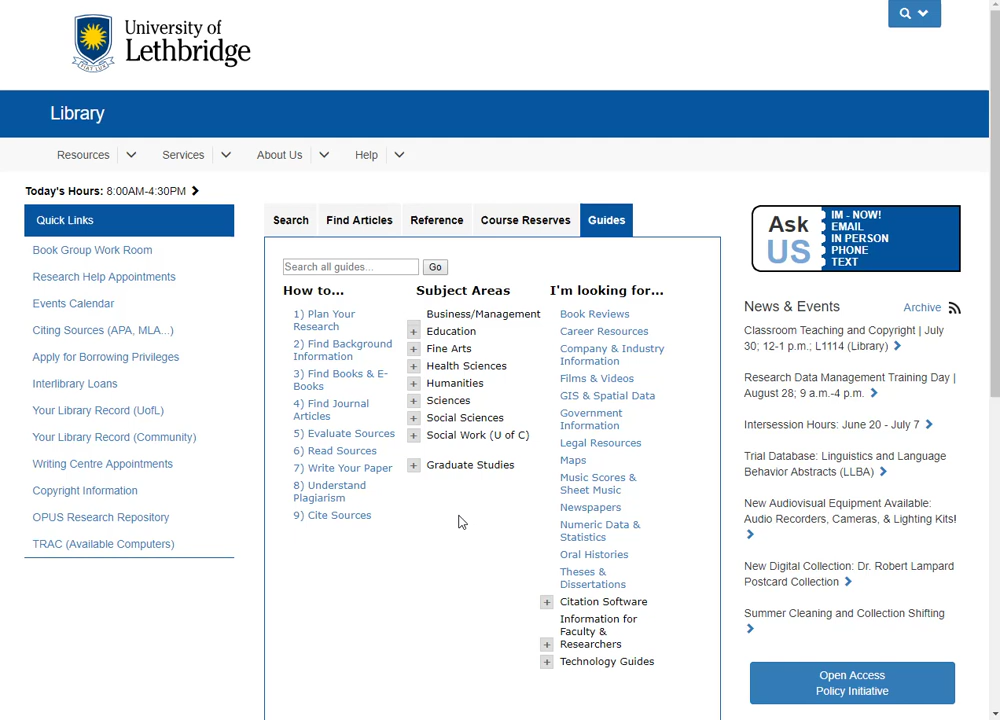 University of
Lethbridge
Library
Resources
Services
About Us
Help
Today's Hours: 8:00AM-4:30PM
Quick Links
Book Group Work Room
Research Help Appointments
Events Calendar
Citing Sources (APA, MLA...)
Apply for Borrowing Privileges
Interlibrary Loans
Your Library Record (UofL)
Your Library Record (Community)
Writing Centre Appointments
Copyright Information
OPUS Research Repository
TRAC (Available Computers)
Search
Find Articles
Reference
Course Reserves
Guides
Search all guides...
Go
How to...
1) Plan Your
Research
2) Find Background
Information
3) Find Books & E-
Books
4) Find Journal
Articles
5) Evaluate Sources
6) Read Sources
7) Write Your Paper
8) Understand
Plagiarism
9) Cite Sources
Subject Areas
Business/Management
+ Education
+ Fine Arts
+ Health Sciences
+ Humanities
+ Sciences
+ Social Sciences
+ Social Work (U of C)
+ Graduate Studies
I'm looking for...
Book Reviews
Career Resources
Company & Industry
Information
Films & Videos
GIS & Spatial Data
Government
Information
Legal Resources
Maps
Music Scores &
Sheet Music
Newspapers
Numeric Data &
Statistics
Oral Histories
Theses &
Dissertations
+ Citation Software
Information for
Faculty &
+ Researchers
+ Technology Guides
Ask
US
IM - NOW!
EMAIL
IN PERSON
PHONE
TEXT
News & Events
Archive
Classroom Teaching and Copyright | July
30; 12-1 p.m.; L1114 (Library)
Research Data Management Training Day |
August 28; 9 a.m.-4 p.m.
Intersession Hours: June 20 - July 7
Trial Database: Linguistics and Language
Behavior Abstracts (LLBA)
New Audiovisual Equipment Available:
Audio Recorders, Cameras, & Lighting Kits!
New Digital Collection: Dr. Robert Lampard
Postcard Collection
Summer Cleaning and Collection Shifting
Open Access
Policy Initiative